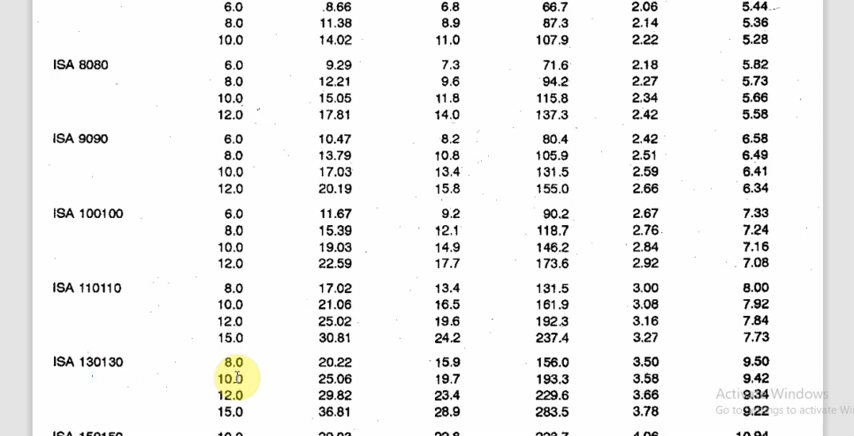 6.0 8.66 6.8 66.7 2.06 5.44
8.0 11.38 8.9 87.3 2.14 5.36
10.0 14.02 11.0 107.9 2.22 5.28
ISA 8080 6.0 9.29 7.3 71.6 2.18 5.82
8.0 12.21 9.6 94.2 2.27 5.73
10.0 15.05 11.8 115.8 2.34 5.66
12.0 17.81 14.0 137.3 2.42 5.58
ISA 9090 6.0 10.47 8.2 80.4 2.42 6.58
8.0 13.79 10.8 105.9 2.51 6.49
10.0 17.03 13.4 131.5 2.59 6.41
12.0 20.19 15.8 155.0 2.66 6.34
ISA 100100 6.0 11.67 9.2 90.2 2.67 7.33
8.0 15.39 12.1 118.7 2.76 7.24
10.0 19.03 14.9 146.2 2.84 7.16
12.0 22.59 17.7 173.6 2.92 7.08
ISA 110110 8.0 17.02 13.4 131.5 3.00 8.00
10.0 21.06 16.5 161.9 3.08 7.92
12.0 25.02 19.6 192.3 3.16 7.84
15.0 30.81 24.2 237.4 3.27 7.73
ISA 130130 8.0 20.22 15.9 156.0 3.50 9.50
10.0 25.06 19.7 193.3 3.58 9.42
12.0 29.82 23.4 229.6 3.66 9.34
15.0 36.81 28.9 283.5 3.78 9.22
Windows
to activate